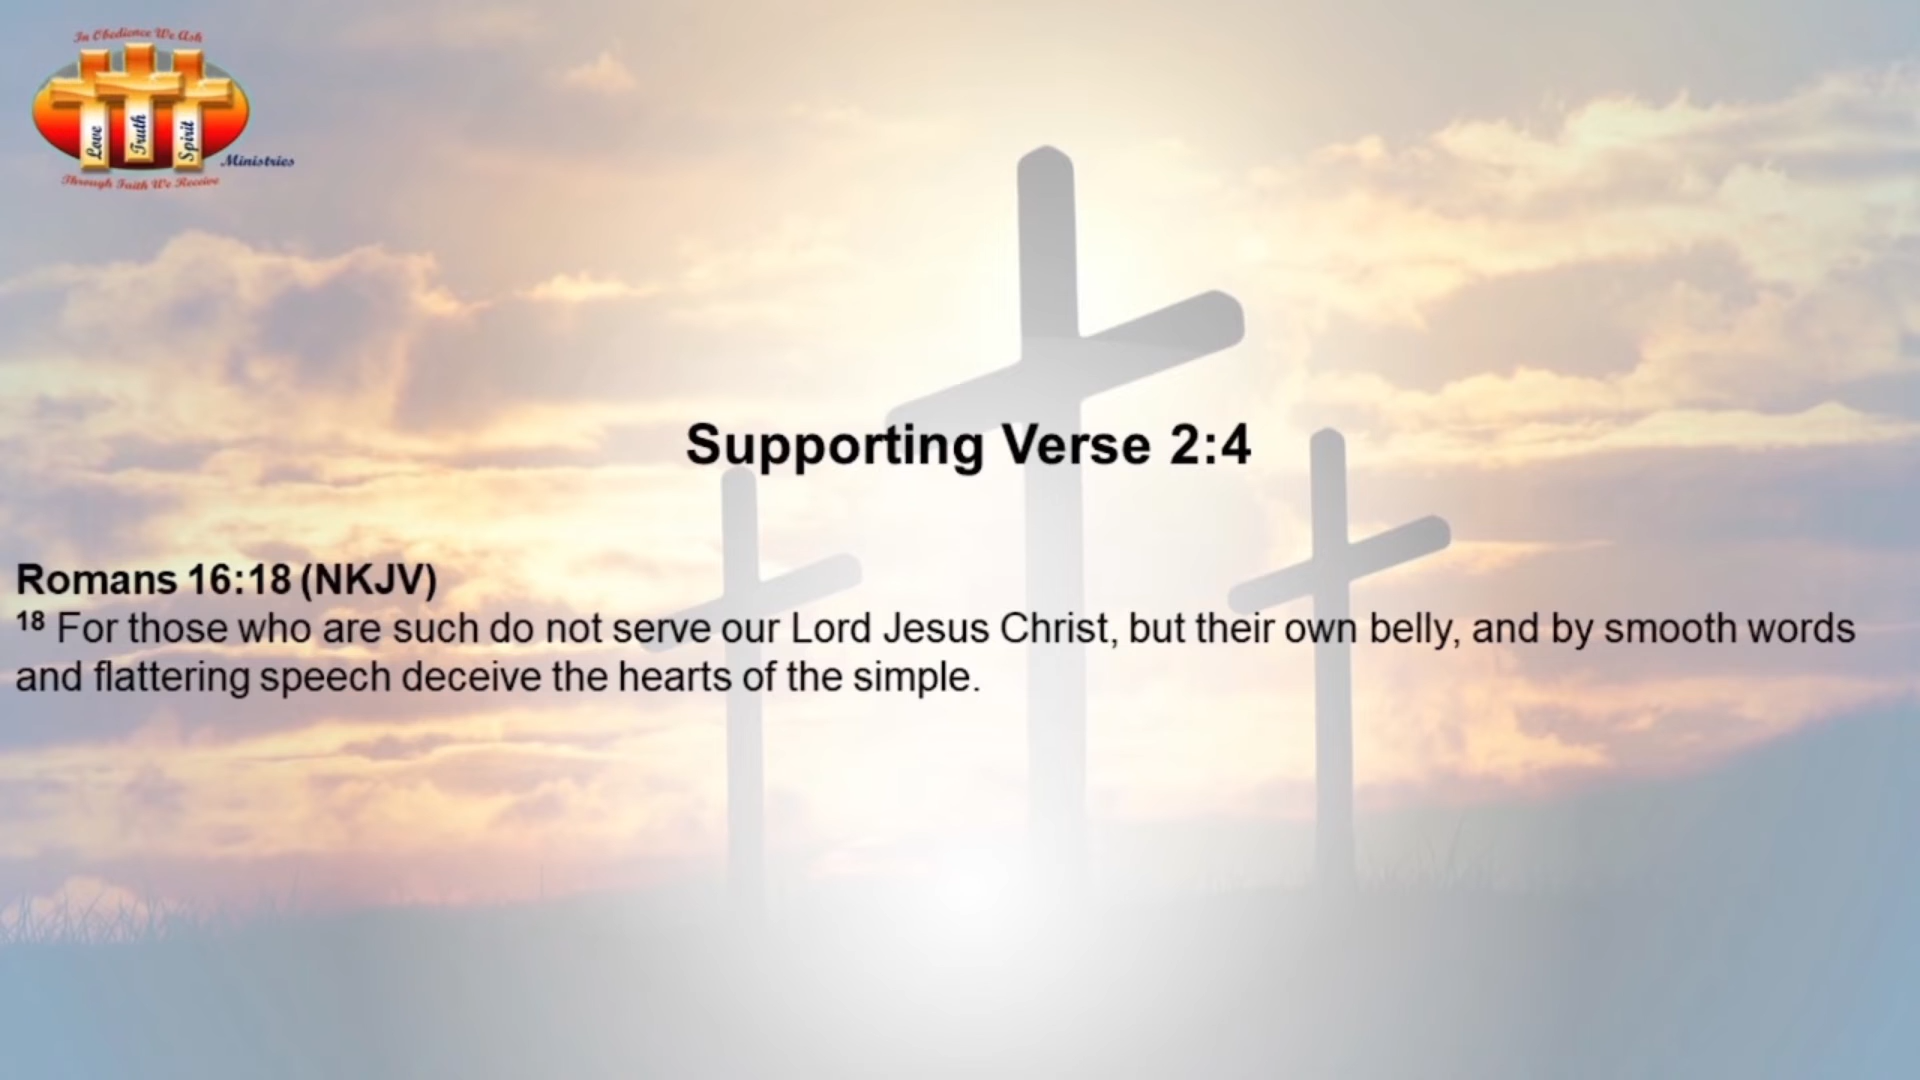 In Obedience We Ask
Love
Truth
Spirit
Ministries
Through Faith We Receive
Supporting Verse 2:4
Romans 16:18 (NKJV)
18 For those who are such do not serve our Lord Jesus Christ, but their own belly, and by smooth words
and flattering speech deceive the hearts of the simple.